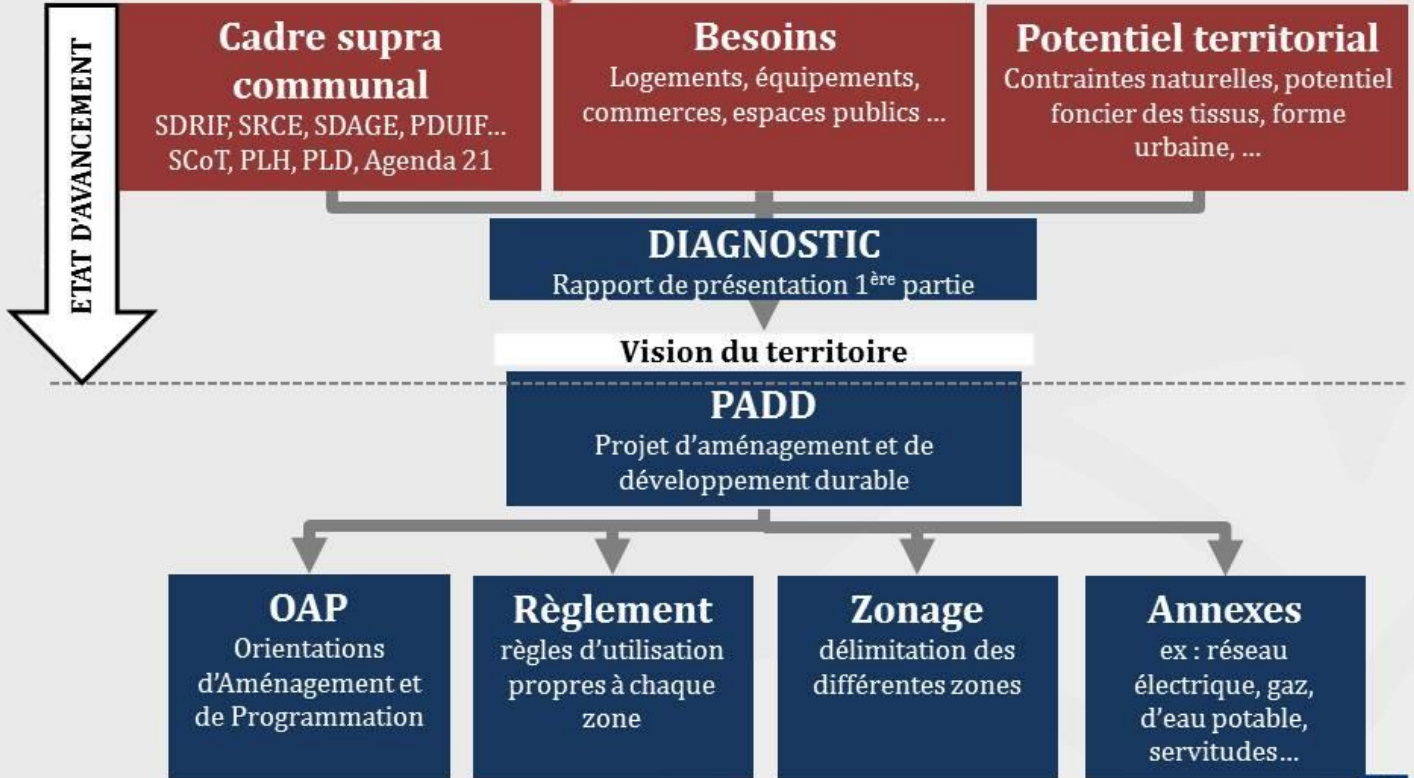 ETAT D'AVANCEMENT
Cadre supra
communal
SDRIF, SRCE, SDAGE, PDUIF...
SCoT, PLH, PLD, Agenda 21
Besoins
Logements, équipements,
commerces, espaces publics ...
Potentiel territorial
Contraintes naturelles, potentiel
foncier des tissus, forme
urbaine, ...
DIAGNOSTIC
Rapport de présentation 1ère partie
Vision du territoire
PADD
Projet d'aménagement et de
développement durable
OAP
Orientations
d'Aménagement et
de Programmation
Règlement
règles d'utilisation
propres à chaque
zone
Zonage
délimitation des
différentes zones
Annexes
ex : réseau
électrique, gaz,
d'eau potable,
servitudes...